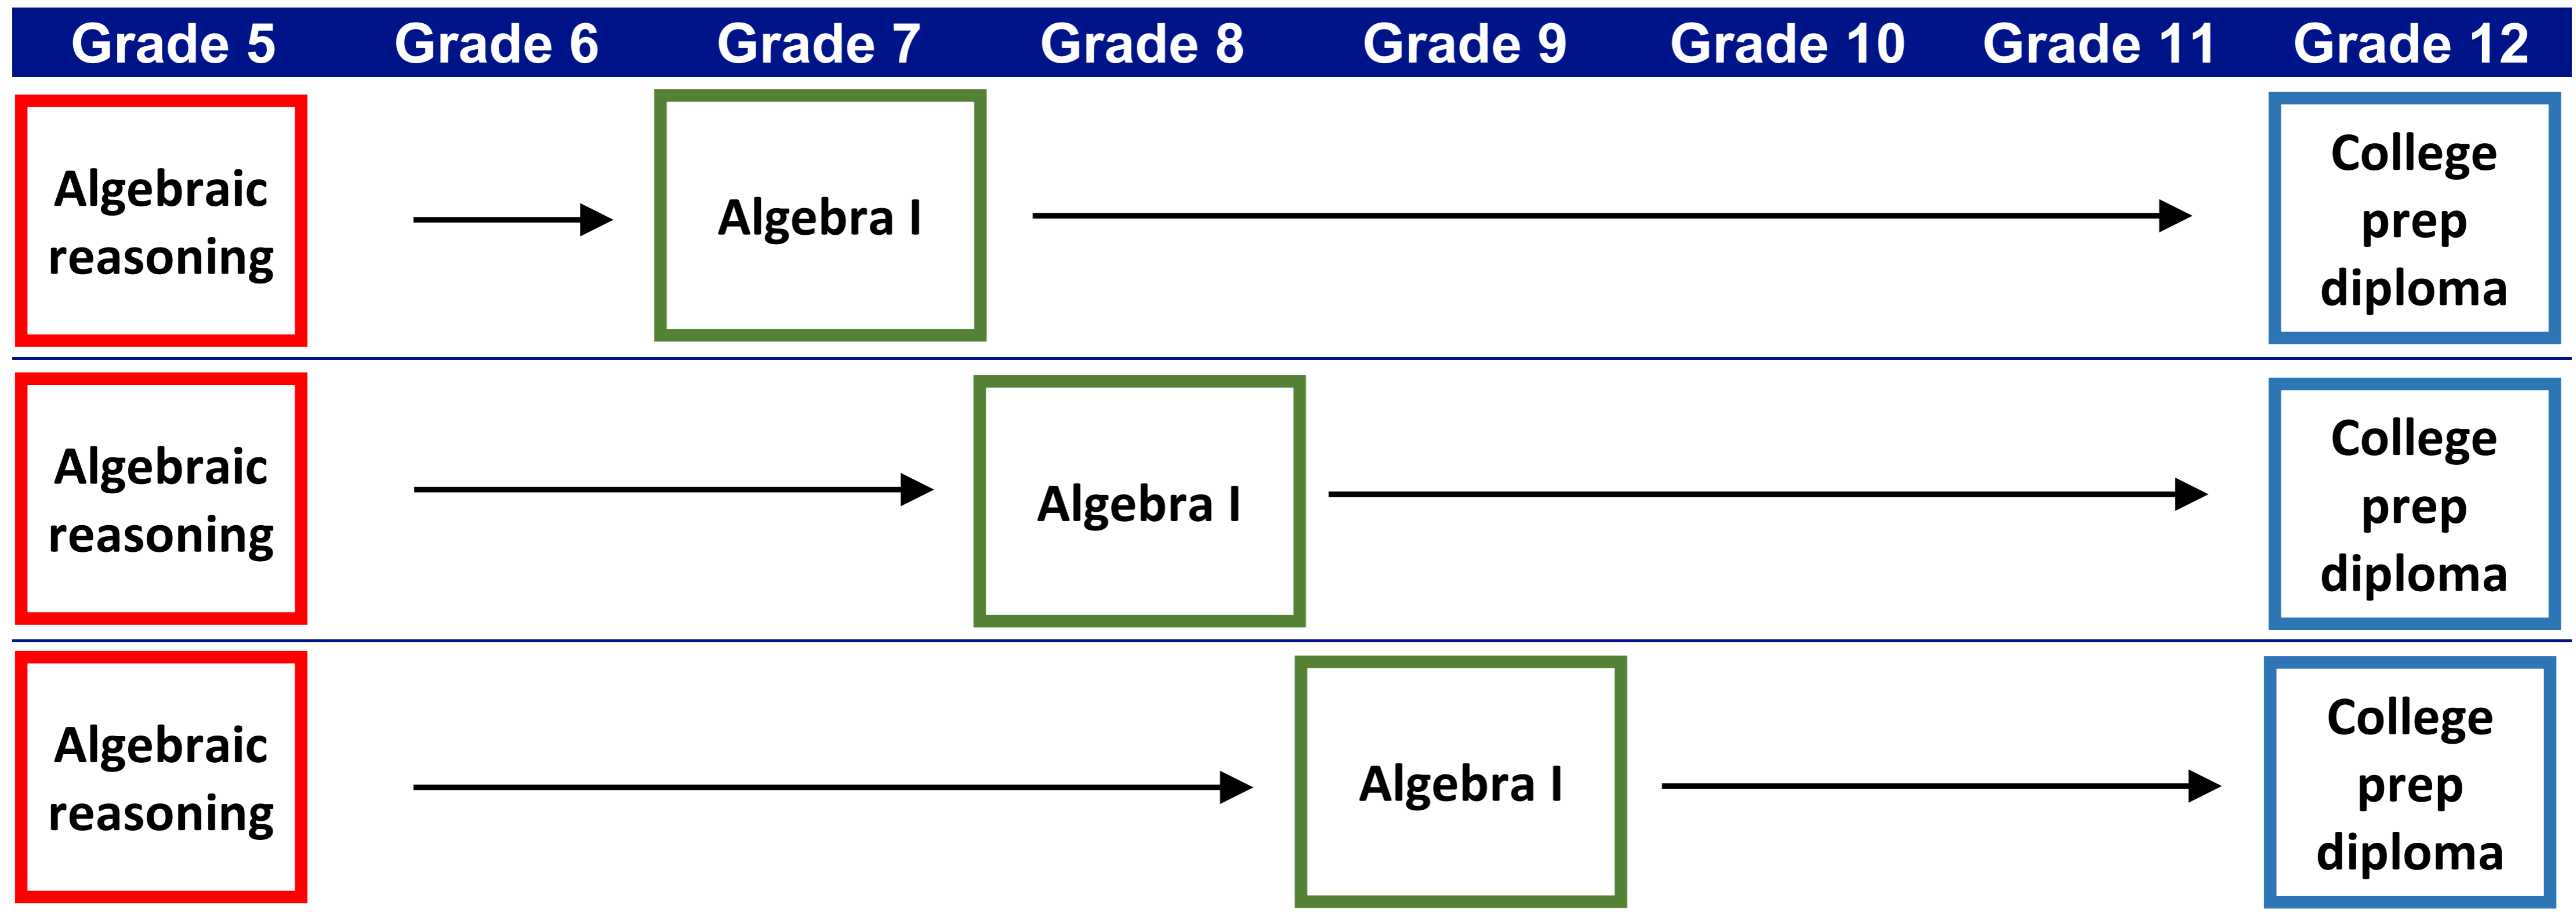 Grade 5 Grade 6 Grade 7 Grade 8 Grade 9 Grade 10 Grade 11 Grade 12
Algebraic
reasoning
Algebra I
College
prep
diploma
Algebraic
reasoning
Algebra I
College
prep
diploma
Algebraic
reasoning
Algebra I
College
prep
diploma